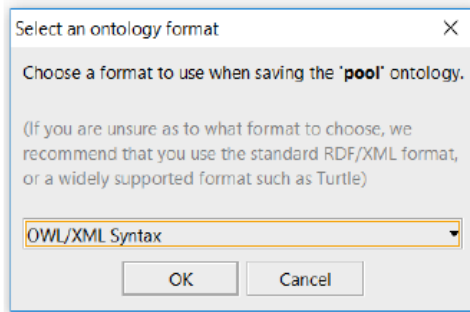 Select an ontology format
Choose a format to use when saving the 'pool' ontology.
(If you are unsure as to what format to choose, we
recommend that you use the standard RDF/XML format,
or a widely supported format such as Turtle)
OWL/XML Syntax
OK Cancel